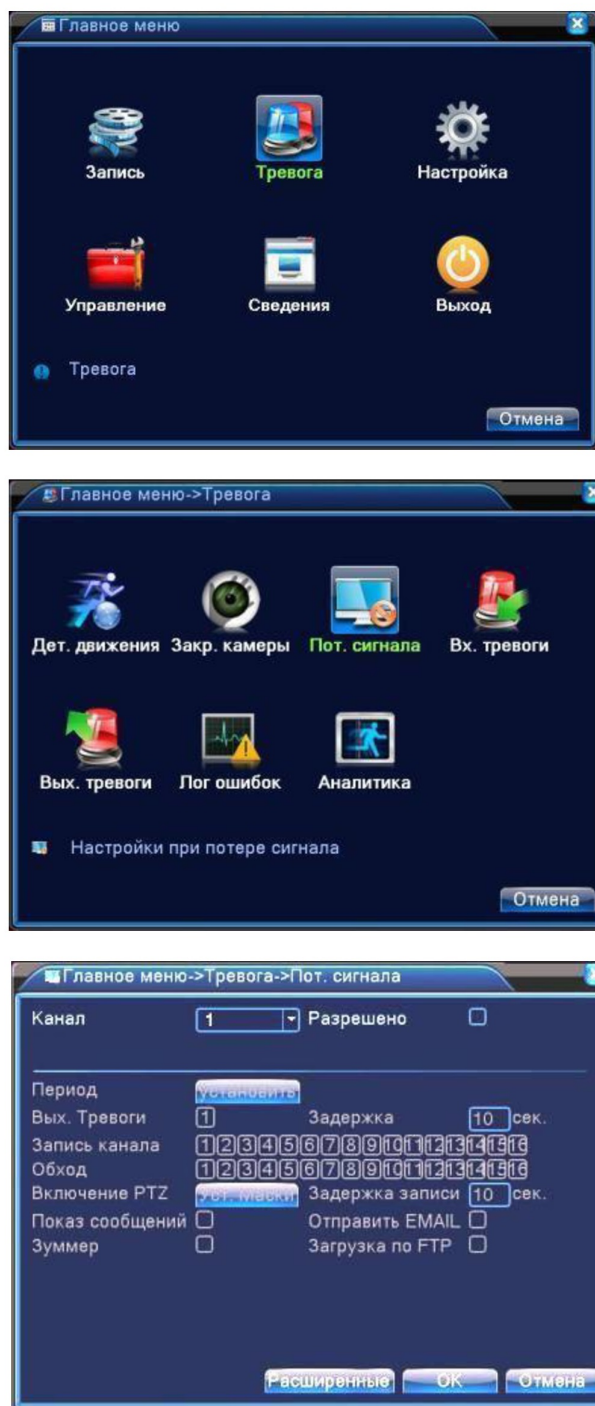 Главное меню
Запись Тревога Настройка
Управление Сведения Выход
Тревога
Отмена
Главное меню->Тревога
Дет. движения Закр. камеры Пот. сигнала Вх. тревоги
Вых. тревоги Лог ошибок Аналитика
Настройки при потере сигнала
Отмена
Главное меню->Тревога->Пот. сигнала
Канал 1 Разрешено
Период Установить
Вых. Тревоги 1 Задержка 10 сек.
Запись канала 1 2 3 4 5 6 7 8 9 10 11 12 13 14 15 16
Обход 1 2 3 4 5 6 7 8 9 10 11 12 13 14 15 16
Включение PTZ Уст. Маски Задержка записи 10 сек.
Показ сообщений Отправить EMAIL
Зуммер Загрузка по FTP
Расширенные OK Отмена